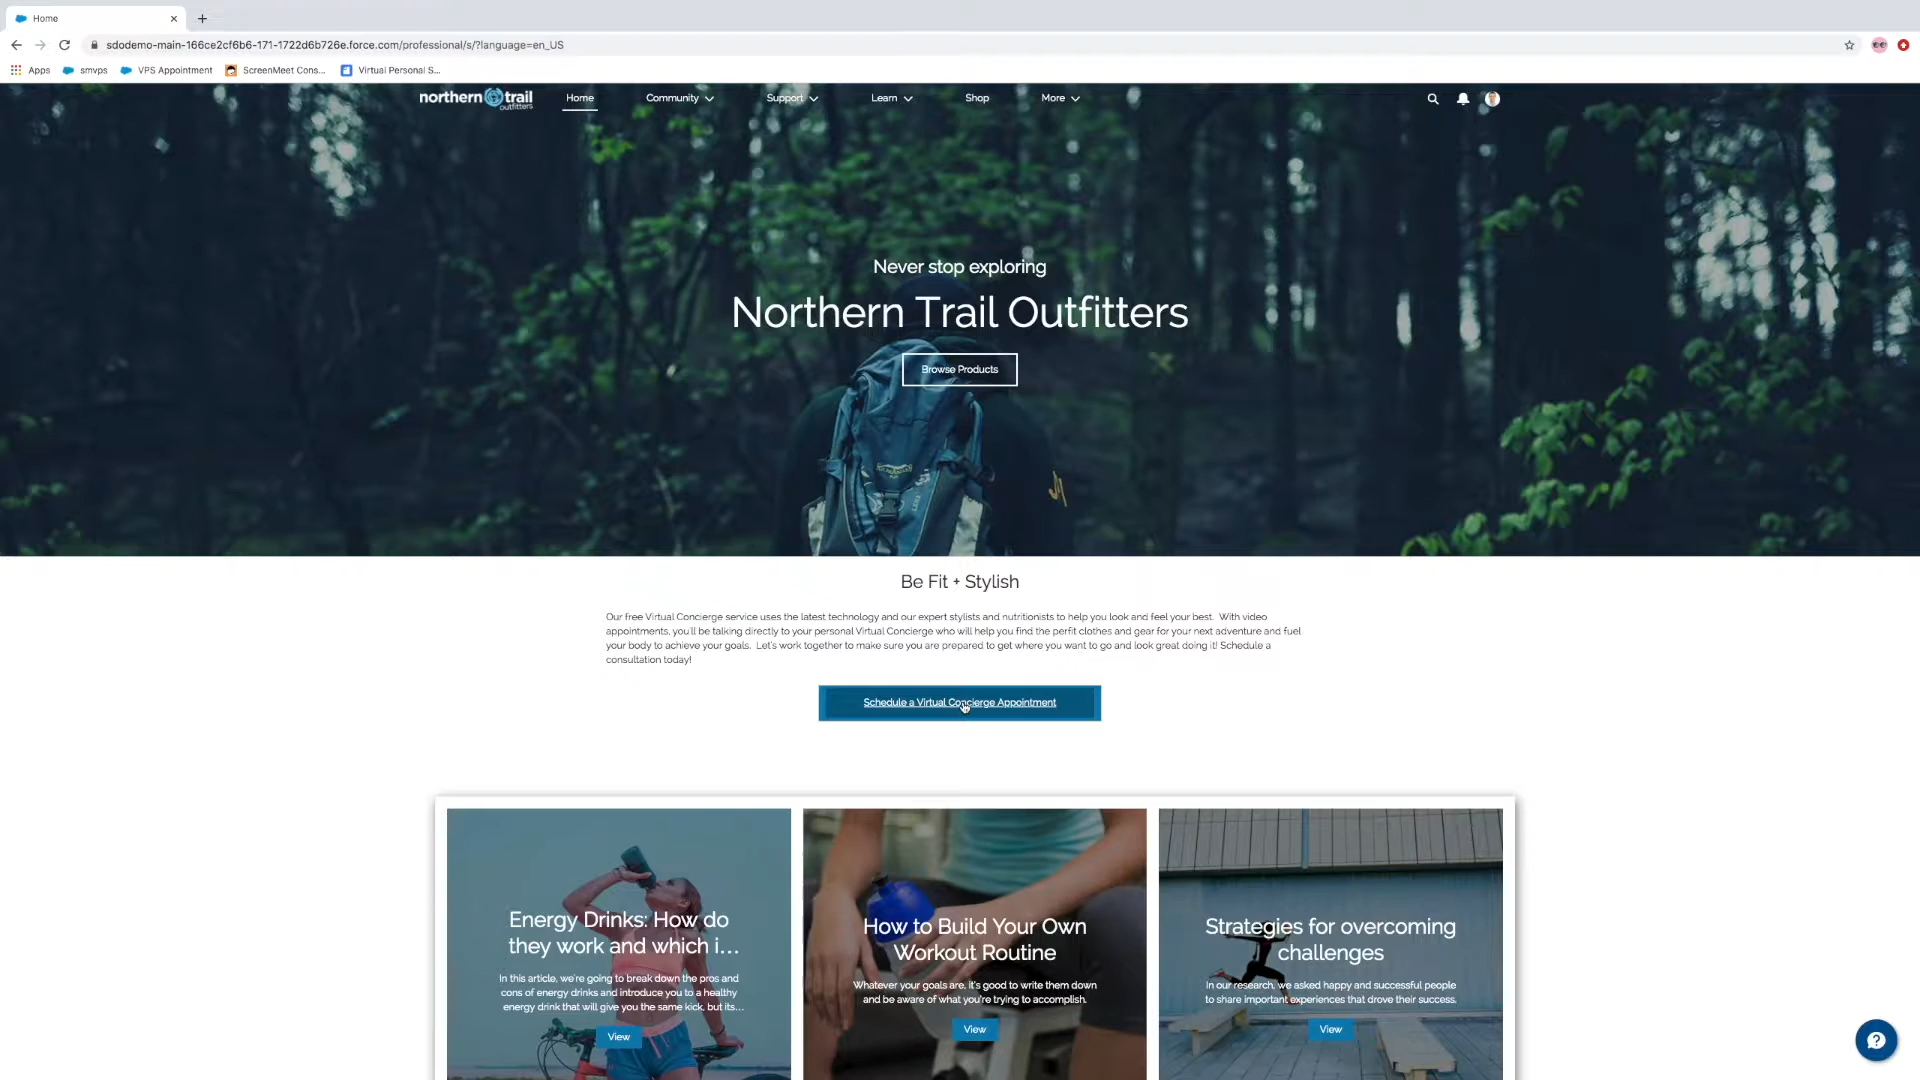 Home
sdodemo-main-166ce2cf6b6-171-1722d6b726e.force.com/professional/s/?language=en_US
Apps smvps VPS Appointment ScreenMeet Cons... Virtual Personal S...
northern trail outfitters Home Community Support Learn Shop More
Never stop exploring
Northern Trail Outfitters
Browse Products
Be Fit + Stylish
Our free Virtual Concierge service uses the latest technology and our expert stylists and nutritionists to help you look and feel your best. With video
appointments, you'll be talking directly to your personal Virtual Concierge who will help you find the perfit clothes and gear for your next adventure and fuel
your body to achieve your goals. Let's work together to make sure you are prepared to get where you want to go and look great doing it! Schedule a
consultation today!
Schedule a Virtual Concierge Appointment
Energy Drinks: How do
they work and which i...
In this article, we're going to break down the pros and
cons of energy drinks and introduce you to a healthy
energy drink that will give you the same kick, but its...
View
How to Build Your Own
Workout Routine
Whatever your goals are, it's good to write them down
and be aware of what you're trying to accomplish.
View
Strategies for overcoming
challenges
In our research, we asked happy and successful people
to share important experiences that drove their success.
View